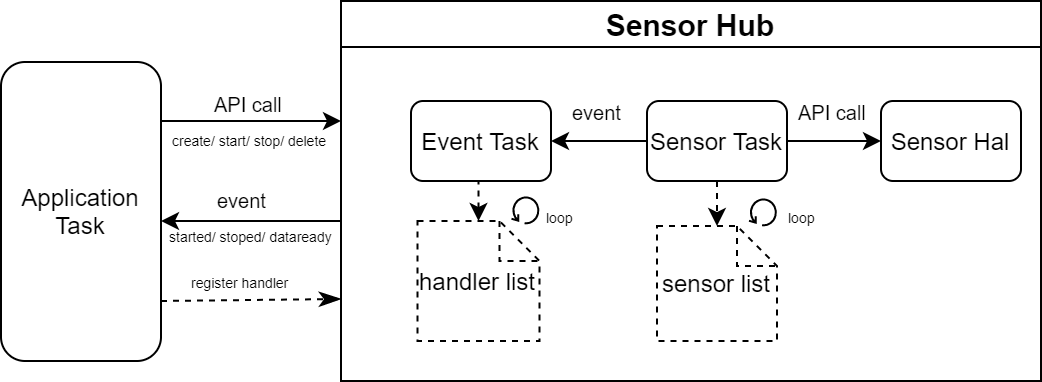 Sensor Hub
API call
create/ start/ stop/ delete
Application
Task
event
started/ stoped/ dataready
register handler
Event Task
event
Sensor Task
API call
Sensor Hal
loop
handler list
loop
sensor list